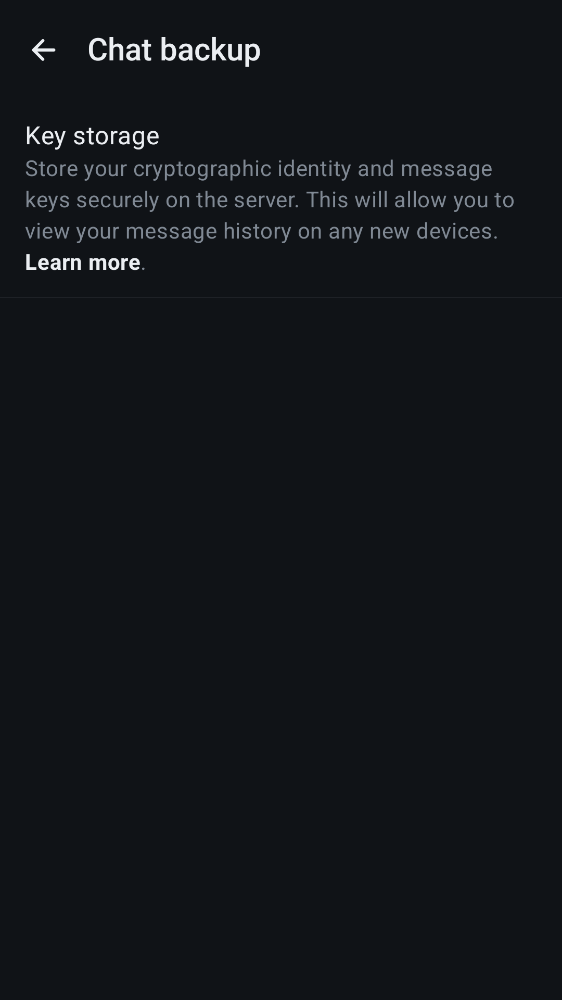 Chat backup
Key storage
Store your cryptographic identity and message
keys securely on the server. This will allow you to
view your message history on any new devices.
Learn more.